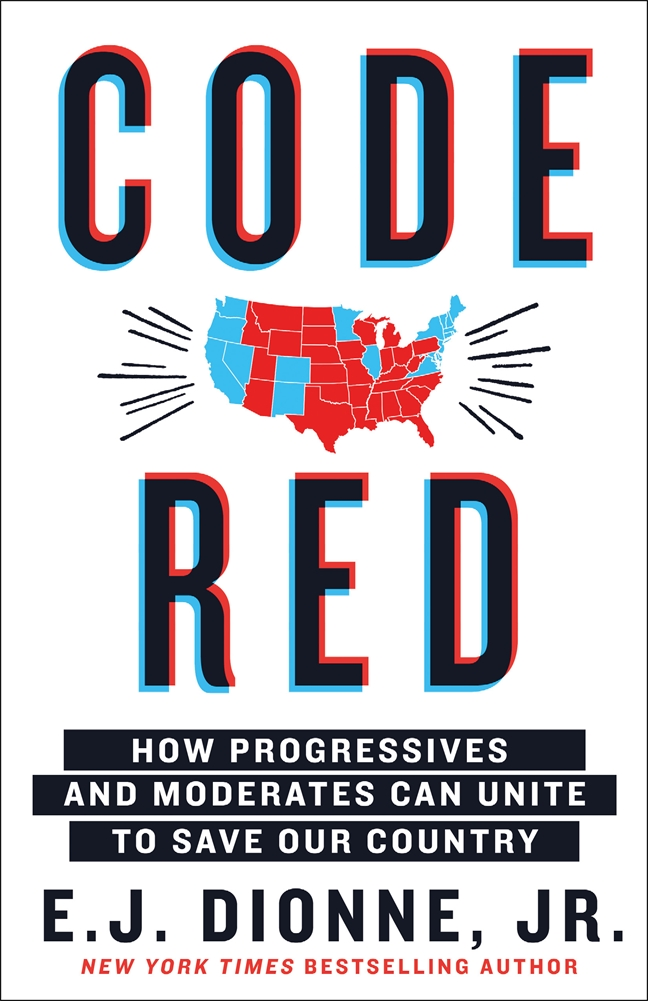 CODE
RED
HOW PROGRESSIVES
AND MODERATES CAN UNITE
TO SAVE OUR COUNTRY
E.J. DIONNE, JR.
NEW YORK TIMES BESTSELLING AUTHOR